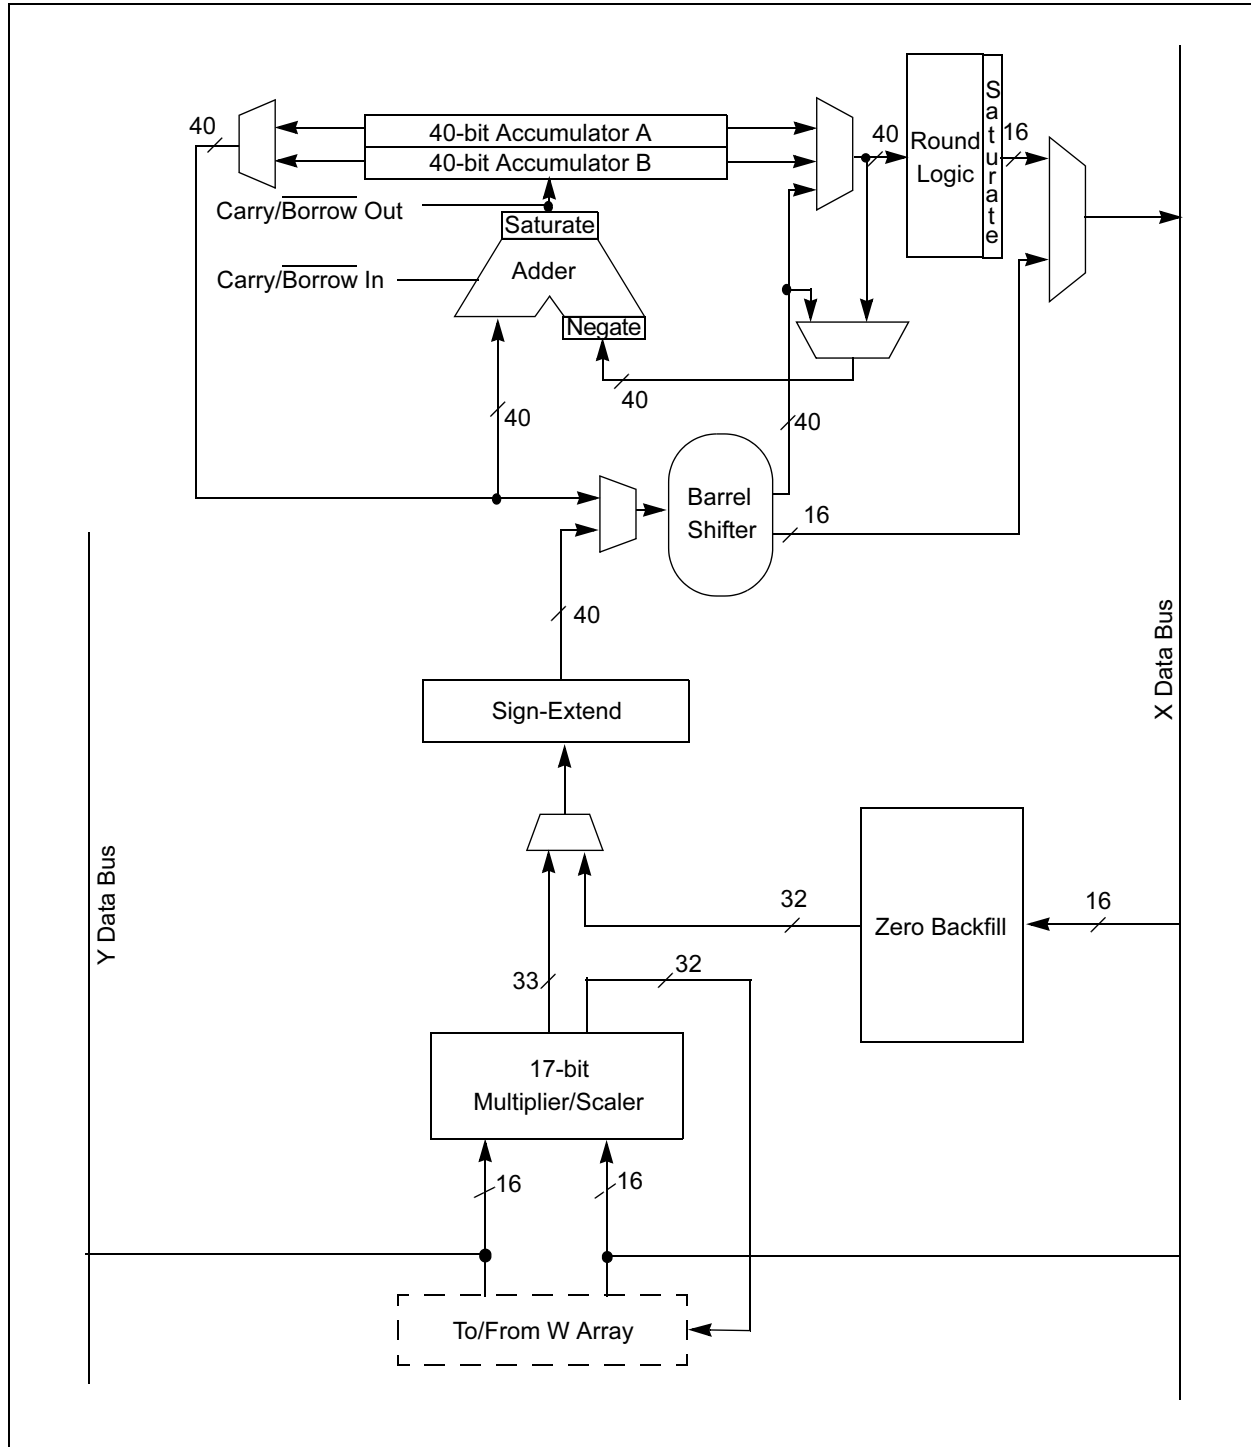 40
40-bit Accumulator A
40-bit Accumulator B
Carry/Borrow Out
Saturate
Carry/Borrow In
Adder
Negate
40
Round
Logic
Saturate
16
40
40
40
Barrel
Shifter
16
40
Sign-Extend
X Data Bus
Y Data Bus
32
Zero Backfill
16
33
32
17-bit
Multiplier/Scaler
16
16
To/From W Array